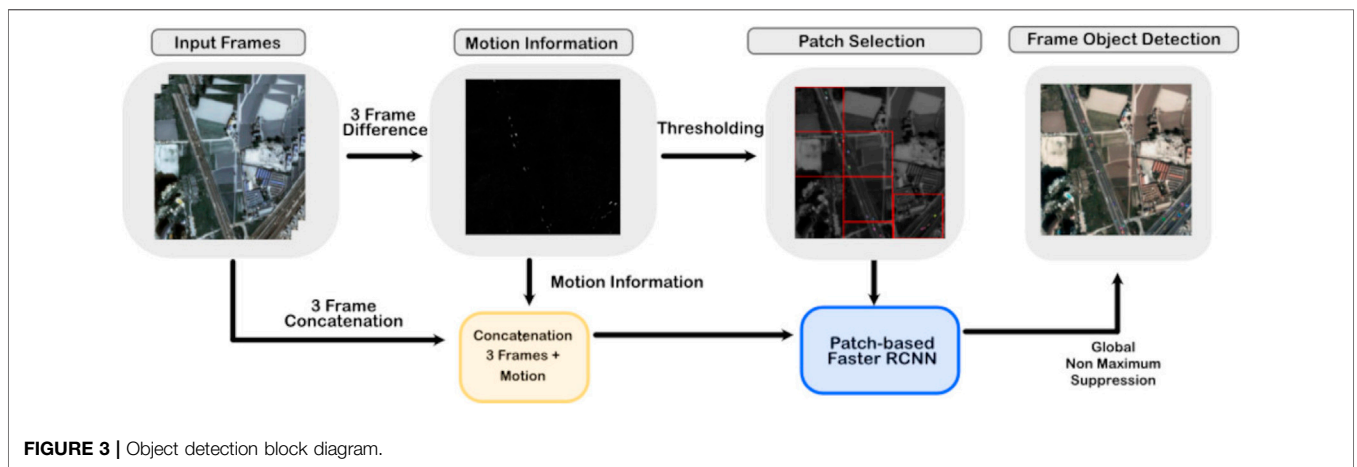 Input Frames
Motion Information
Patch Selection
Frame Object Detection
3 Frame
Difference
Thresholding
Motion Information
3 Frame
Concatenation
Concatenation
3 Frames +
Motion
Patch-based
Faster RCNN
Global
Non Maximum
Suppression
FIGURE 3 | Object detection block diagram.